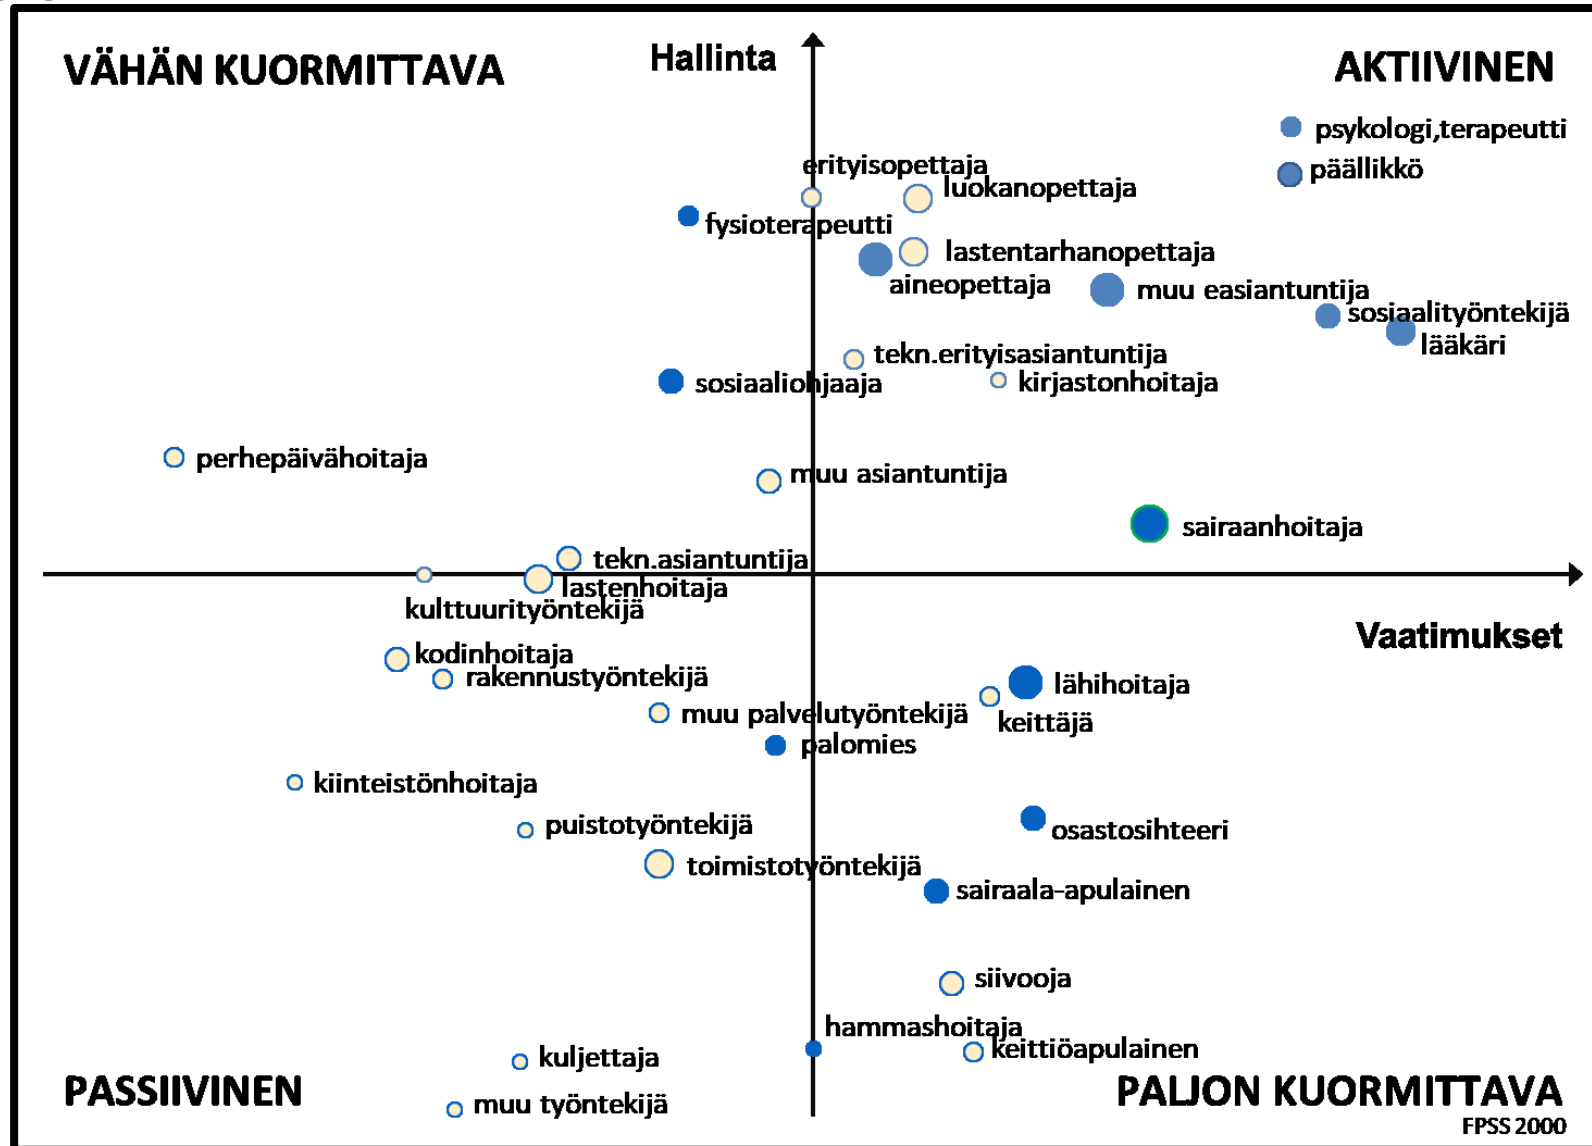 VÄHÄN KUORMITTAVA
Hallinta
AKTIIVINEN
psykologi,terapeutti
päällikkö
erityisopettaja
luokanopettaja
fysioterapeutti
lastentarhanopettaja
aineopettaja
muu easiantuntija
sosiaalityöntekijä
lääkäri
tekn.erityisasiantuntija
kirjastonhoitaja
sosiaaliohjaaja
perhepäivähoitaja
muu asiantuntija
sairaanhoitaja
tekn.asiantuntija
lastenhoitaja
kulttuurityöntekijä
Vaatimukset
kodinhoitaja
rakennustyöntekijä
lähihoitaja
muu palvelutyöntekijä
keittäjä
palomies
kiinteistönhoitaja
puistotyöntekijä
osastosihteeri
toimistotyöntekijä
sairaala-apulainen
siivooja
hammashoitaja
keittiöapulainen
kuljettaja
PASSIIVINEN
PALJON KUORMITTAVA
muu työntekijä
FPSS 2000